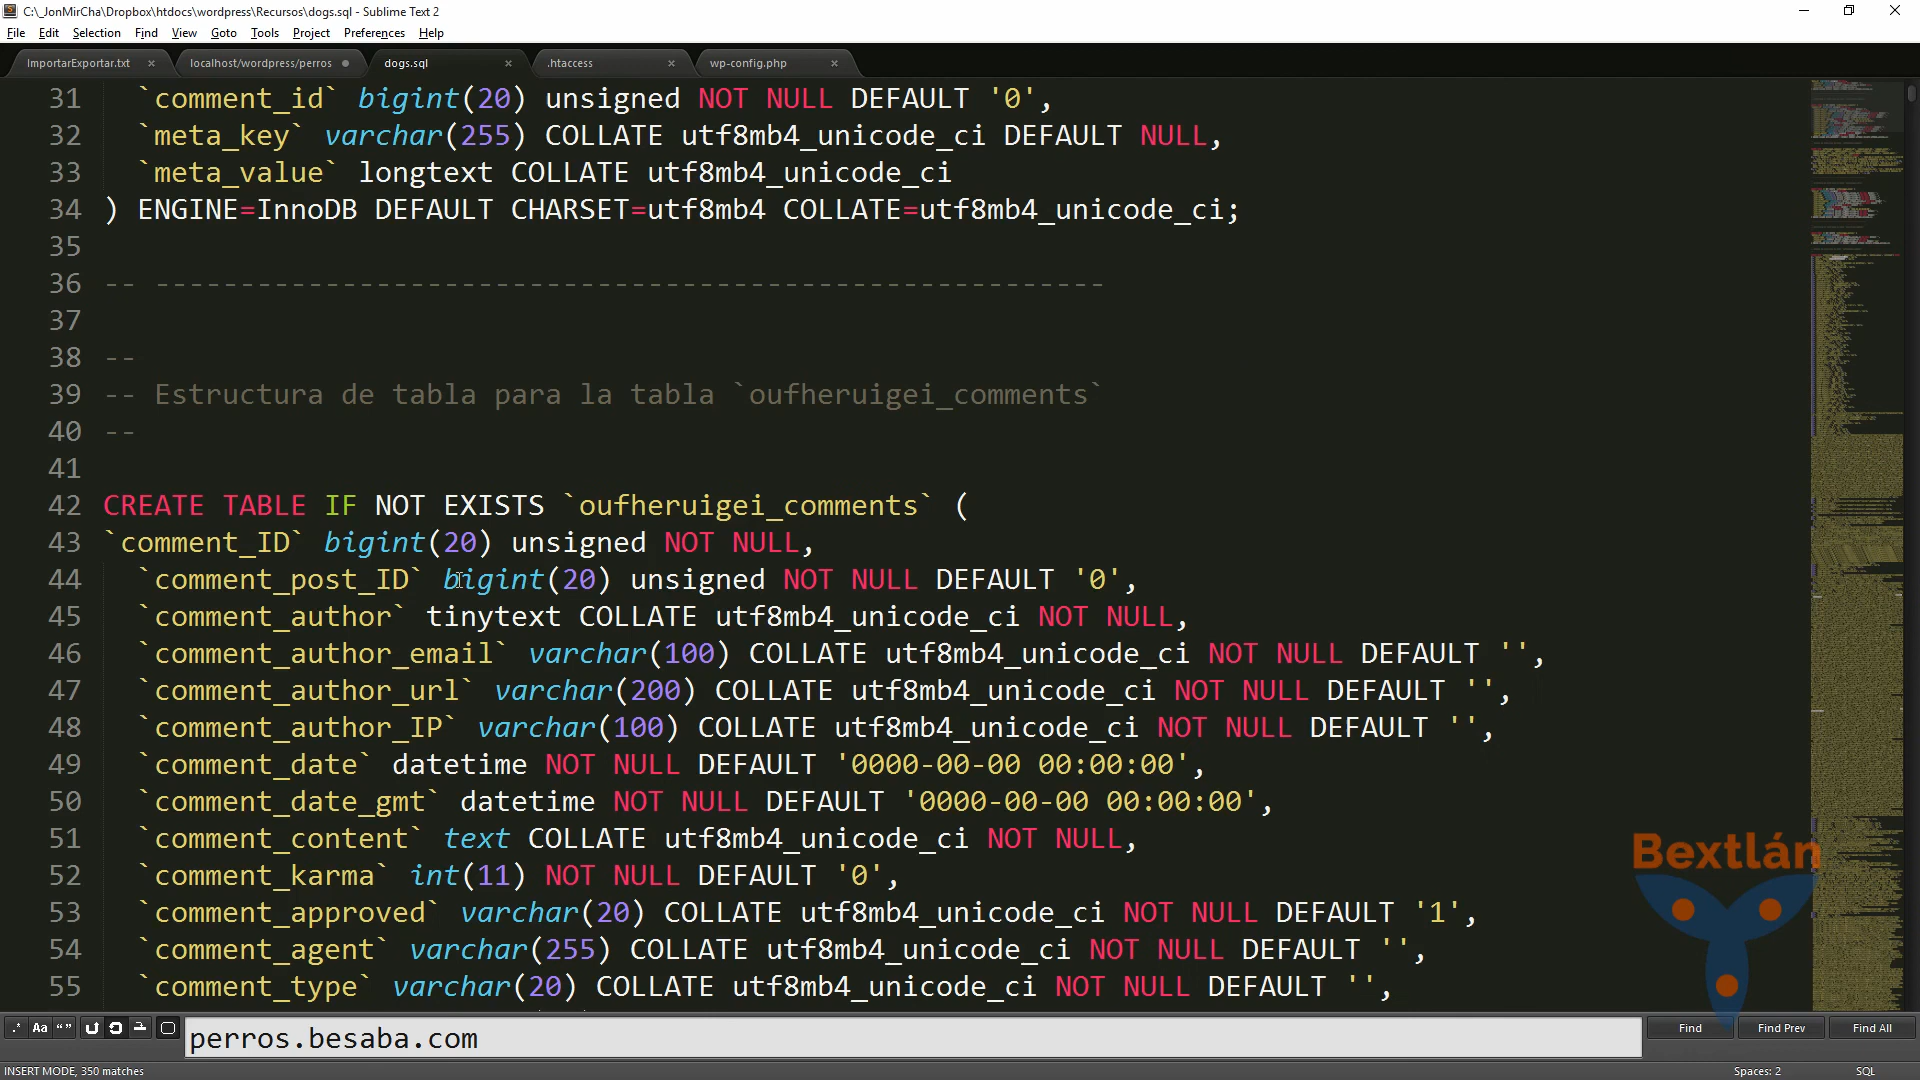 C:\_JonMirCha\Dropbox\htdocs\wordpress\Recursos\dogs.sql - Sublime Text 2
File Edit Selection Find View Goto Tools Project Preferences Help
ImportarExportar.txt × localhost/wordpress/perros dogs.sql × .htaccess × wp-config.php ×
31 `comment_id` bigint(20) unsigned NOT NULL DEFAULT '0',
32 `meta_key` varchar(255) COLLATE utf8mb4_unicode_ci DEFAULT NULL,
33 `meta_value` longtext COLLATE utf8mb4_unicode_ci
34 ) ENGINE=InnoDB DEFAULT CHARSET=utf8mb4 COLLATE=utf8mb4_unicode_ci;
35
36 -- --------------------------------------------------------
37
38 --
39 -- Estructura de tabla para la tabla `oufheruigei_comments`
40 --
41
42 CREATE TABLE IF NOT EXISTS `oufheruigei_comments` (
43 `comment_ID` bigint(20) unsigned NOT NULL,
44 `comment_post_ID` bigint(20) unsigned NOT NULL DEFAULT '0',
45 `comment_author` tinytext COLLATE utf8mb4_unicode_ci NOT NULL,
46 `comment_author_email` varchar(100) COLLATE utf8mb4_unicode_ci NOT NULL DEFAULT '',
47 `comment_author_url` varchar(200) COLLATE utf8mb4_unicode_ci NOT NULL DEFAULT '',
48 `comment_author_IP` varchar(100) COLLATE utf8mb4_unicode_ci NOT NULL DEFAULT '',
49 `comment_date` datetime NOT NULL DEFAULT '0000-00-00 00:00:00',
50 `comment_date_gmt` datetime NOT NULL DEFAULT '0000-00-00 00:00:00',
51 `comment_content` text COLLATE utf8mb4_unicode_ci NOT NULL,
52 `comment_karma` int(11) NOT NULL DEFAULT '0',
53 `comment_approved` varchar(20) COLLATE utf8mb4_unicode_ci NOT NULL DEFAULT '1',
54 `comment_agent` varchar(255) COLLATE utf8mb4_unicode_ci NOT NULL DEFAULT '',
55 `comment_type` varchar(20) COLLATE utf8mb4_unicode_ci NOT NULL DEFAULT '',
Bextlán
.* Aa “” perros.besaba.com Find Find Prev Find All
INSERT MODE, 350 matches Spaces: 2 SQL